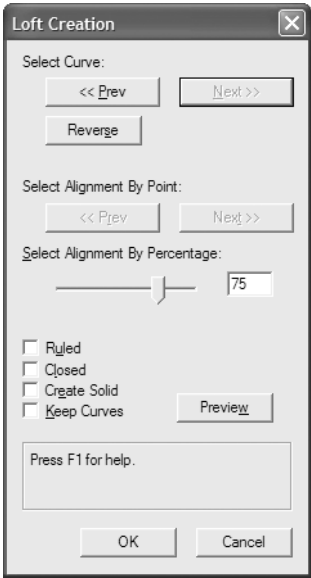 Loft Creation
Select Curve:
<< Prev Next >>
Reverse
Select Alignment By Point:
<< Prev Next >>
Select Alignment By Percentage:
75
Ruled
Closed
Create Solid
Keep Curves Preview
Press F1 for help.
OK Cancel